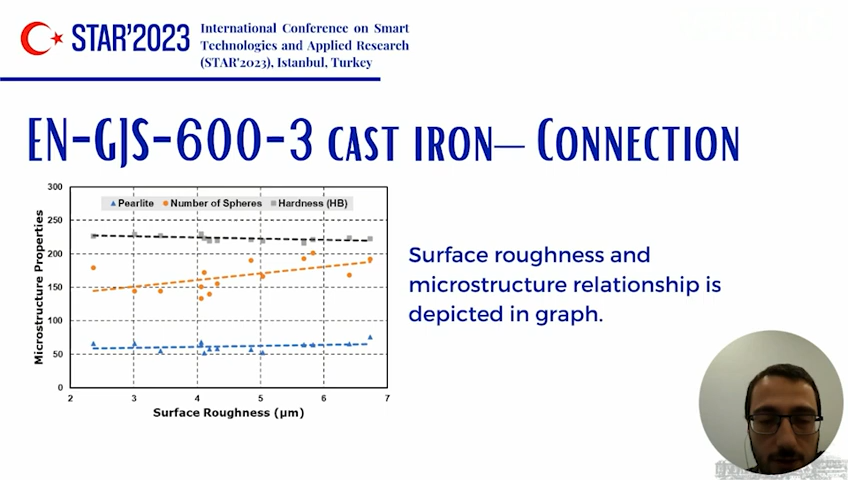 STAR'2023
International Conference on Smart
Technologies and Applied Research
(STAR'2023), Istanbul, Turkey
EN-GJS-600-3 CAST IRON— CONNECTION
300
250
200
150
100
50
0
Microstructure Properties
Pearlite
Number of Spheres
Hardness (HB)
2
3
4
5
6
7
Surface Roughness (μm)
Surface roughness and
microstructure relationship is
depicted in graph.